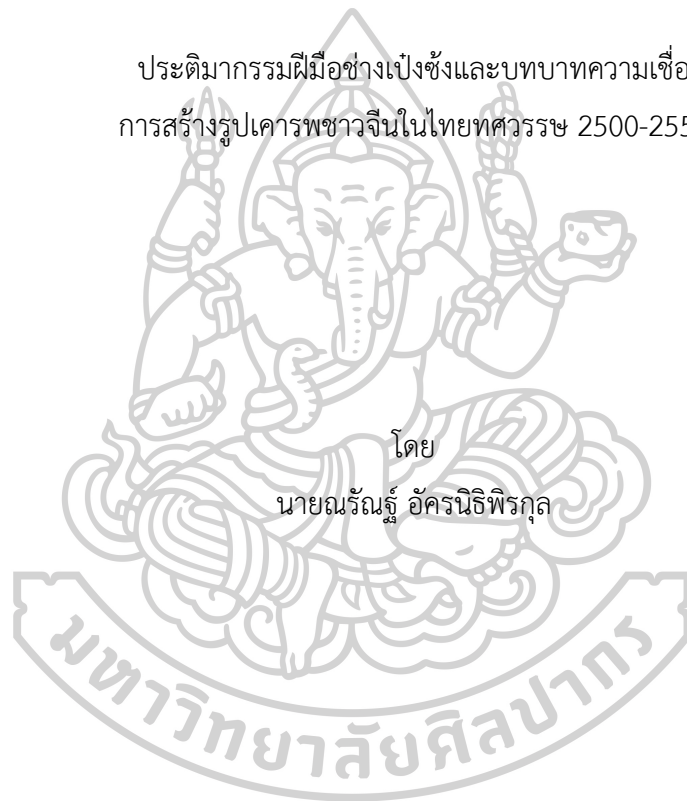 ประติมากรรมฝีมือช่างเป๋งซ้งและบทบาทความเชื่อ
การสร้างรูปเคารพชาวจีนในไทยทศวรรษ 2500-255
โดย
นายณรัณฐ์ อัครนิธิพิรกุล
มหาวิทยาลัยศิลปากร